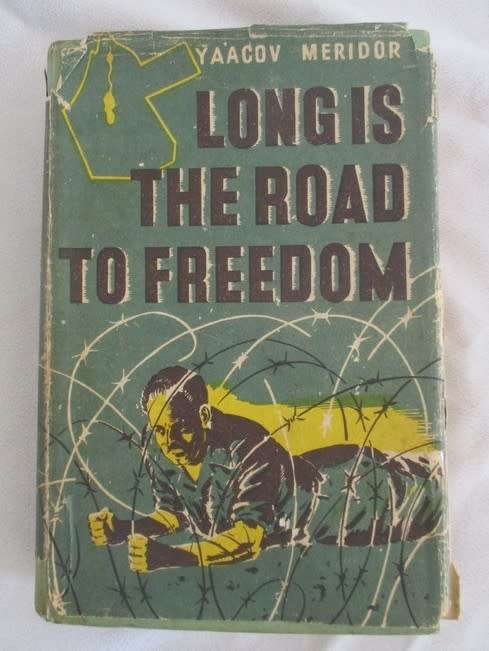 YAACOV MERIDOR
LONG IS
THE ROAD
TO FREEDOM